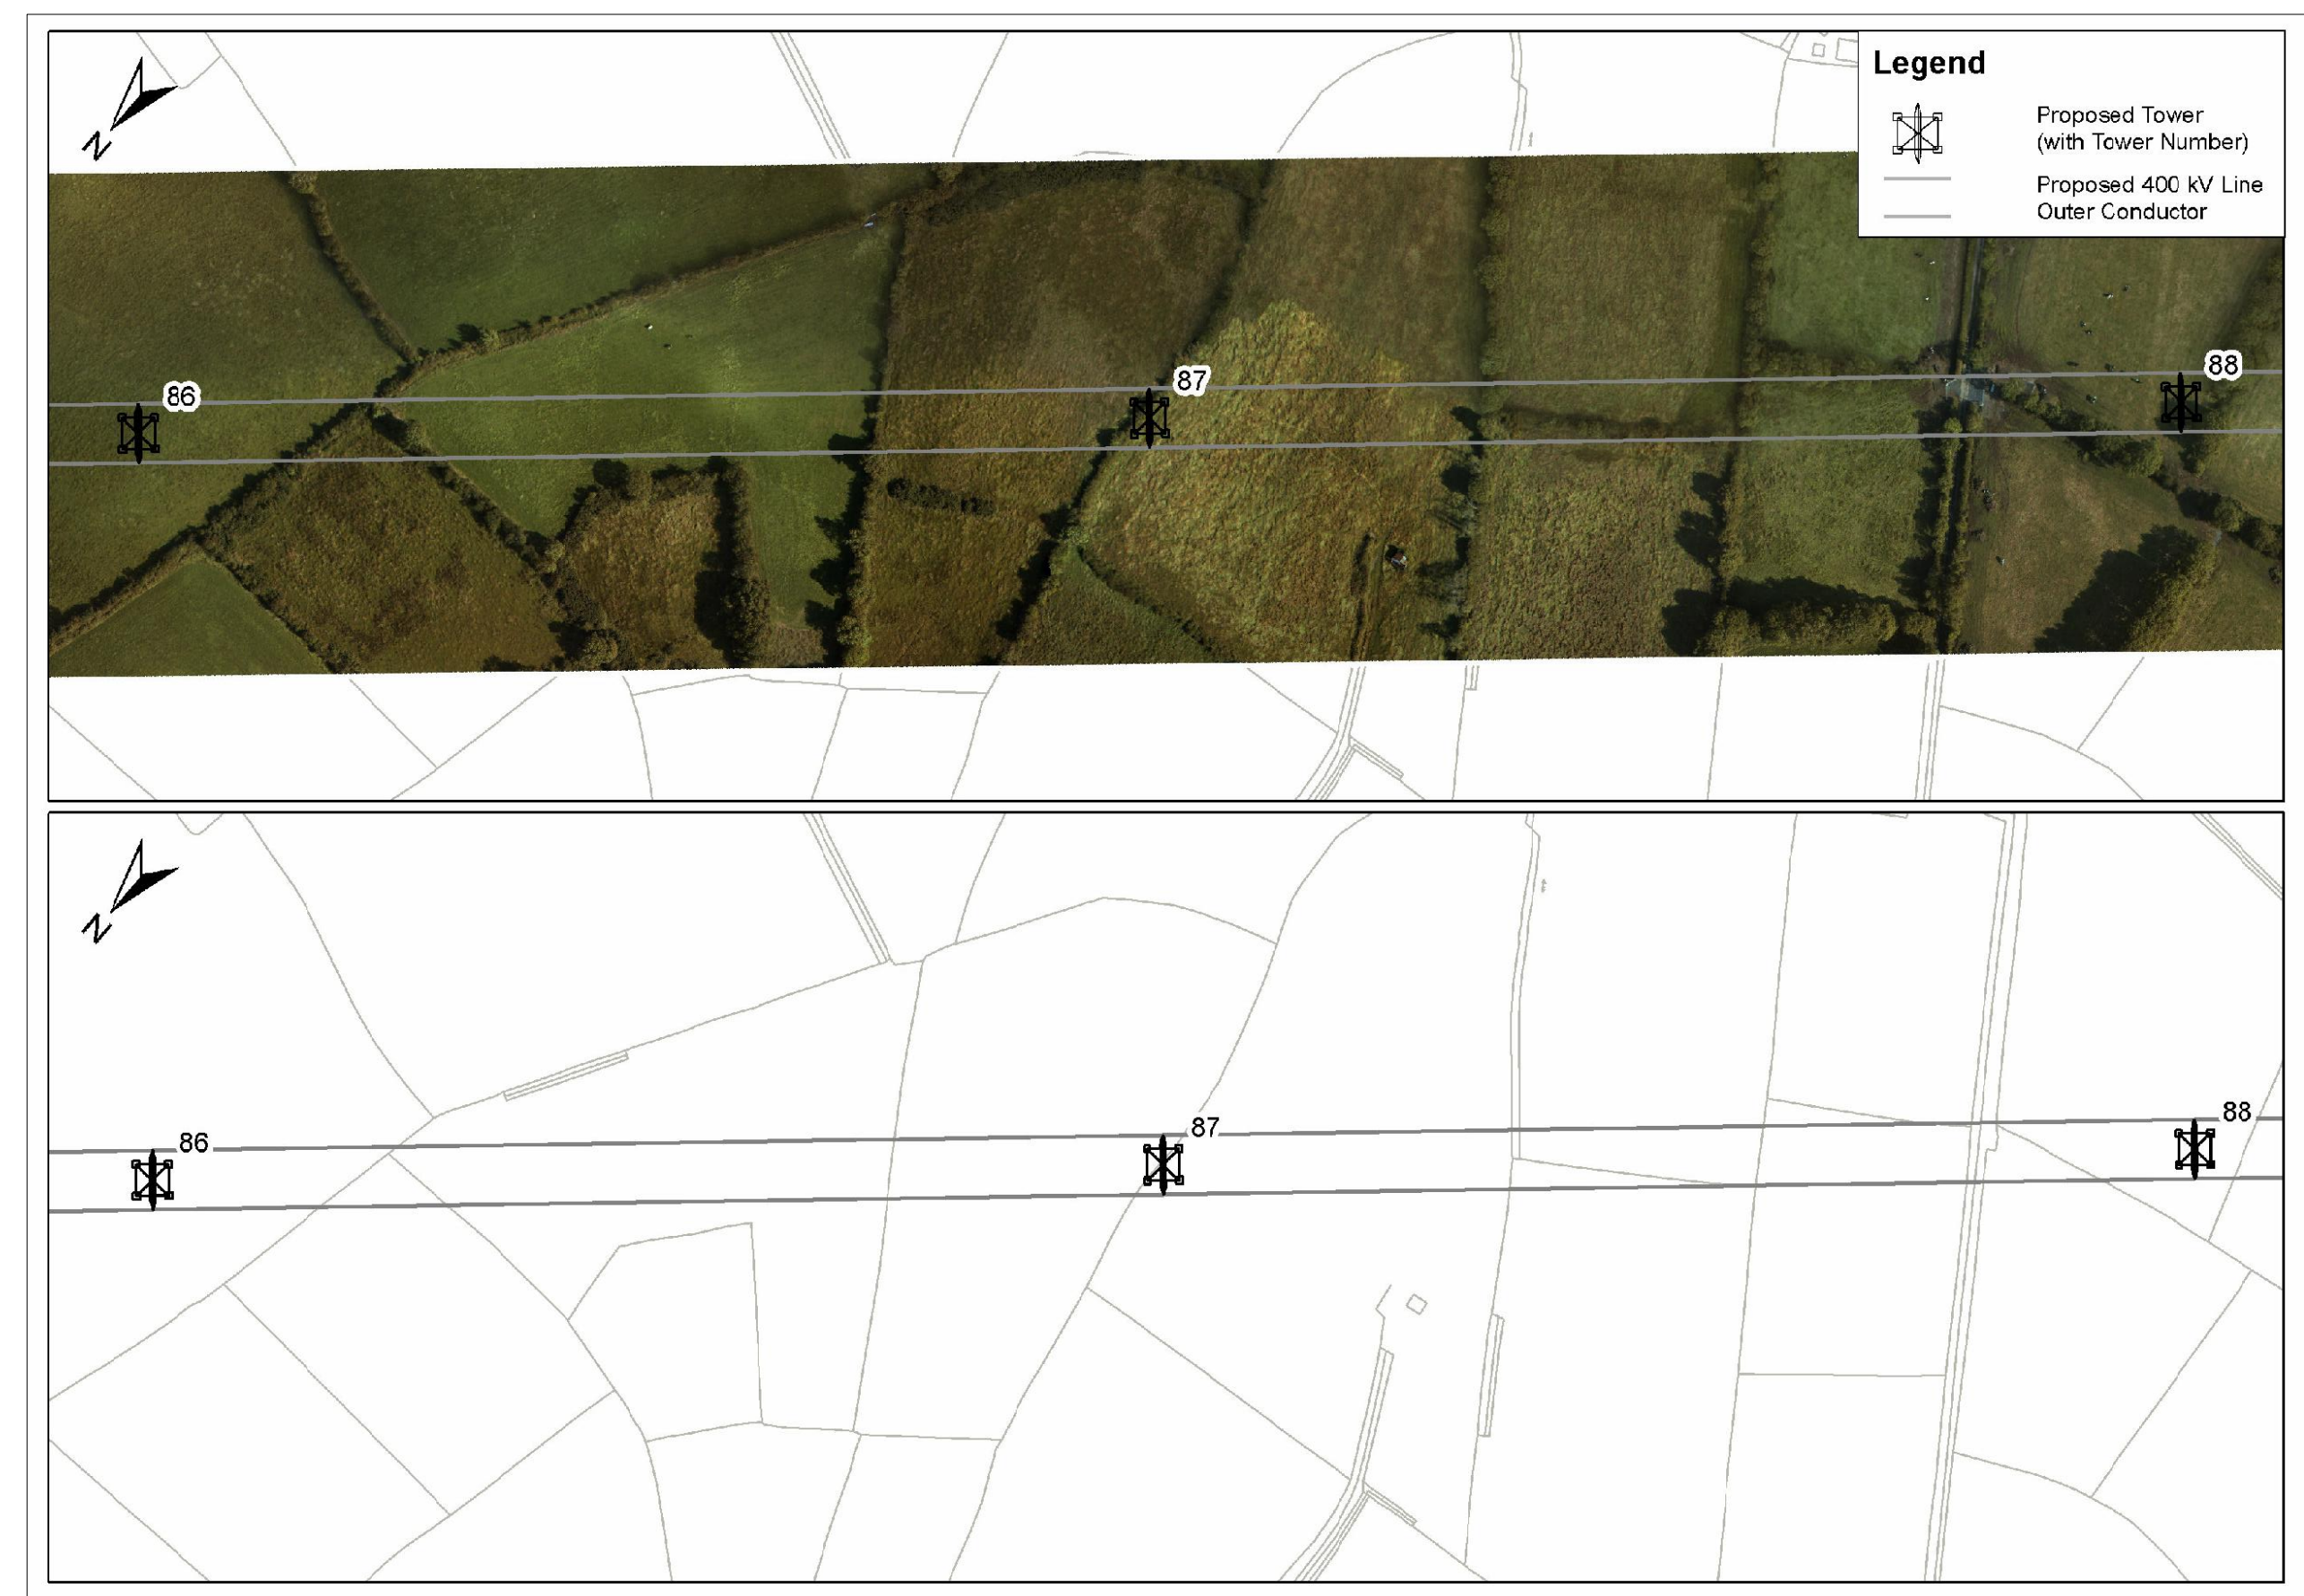 N
Legend
Proposed Tower
(with Tower Number)
Proposed 400 kV Line
Outer Conductor
86
87
88
N
86
87
88